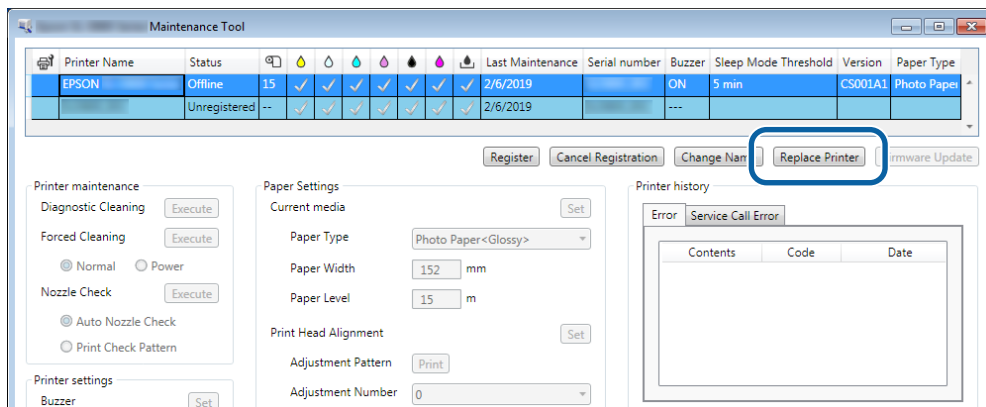 Maintenance Tool
Printer Name Status Last Maintenance Serial number Buzzer Sleep Mode Threshold Version Paper Type
EPSON Offline 15 2/6/2019 ON 5 min CS001A1 Photo Paper
Unregistered -- 2/6/2019 ---
Register Cancel Registration Change Nam Replace Printer rmware Update
Printer maintenance
Diagnostic Cleaning Execute
Forced Cleaning Execute
Normal Power
Nozzle Check Execute
Auto Nozzle Check
Print Check Pattern
Printer settings
Buzzer Set
Paper Settings
Current media Set
Paper Type Photo Paper<Glossy>
Paper Width 152 mm
Paper Level 15 m
Print Head Alignment Set
Adjustment Pattern Print
Adjustment Number 0
Printer history
Error Service Call Error
Contents Code Date